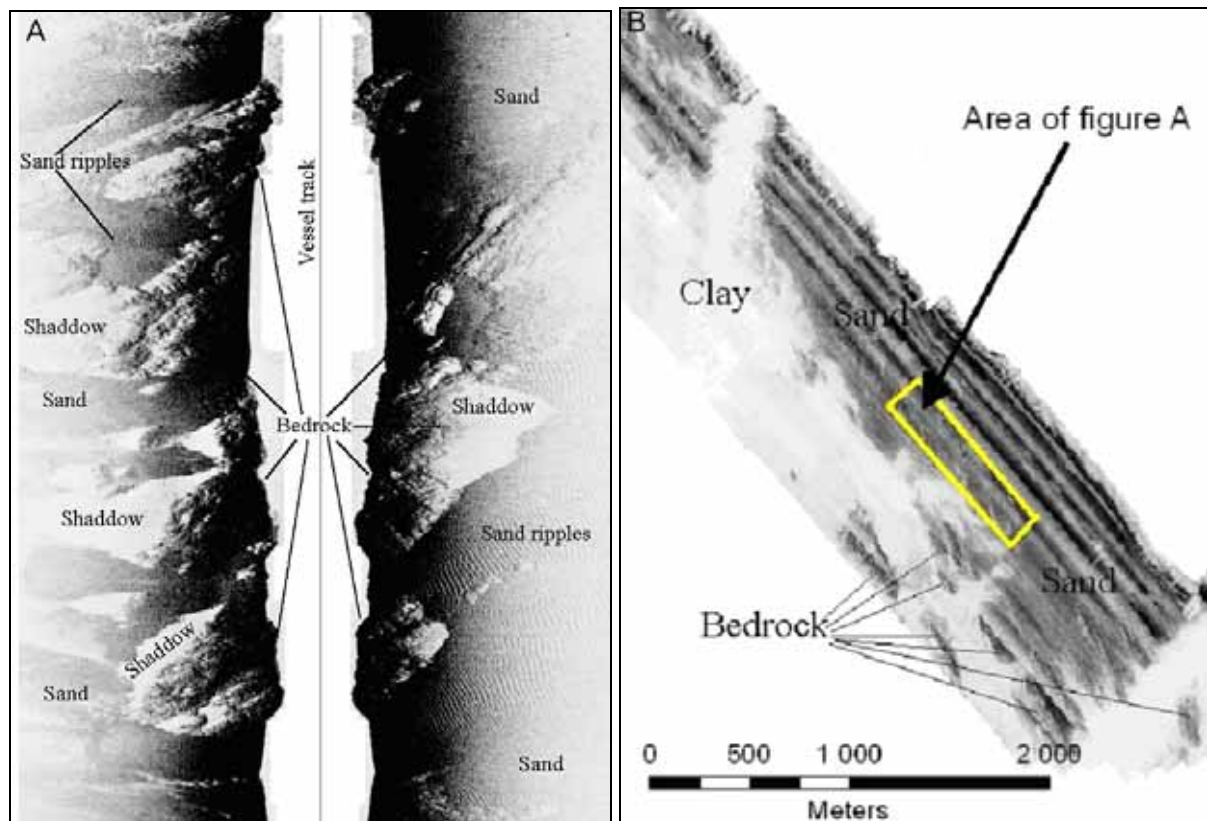 A
Sand
Sand ripples
Vessel track
Shaddow
Sand
Bedrock
Shaddow
Shaddow
Sand ripples
Shaddow
Sand
Sand
B
Area of figure A
Clay
Sand
Sand
Bedrock
0 500 1 000 2 000
Meters